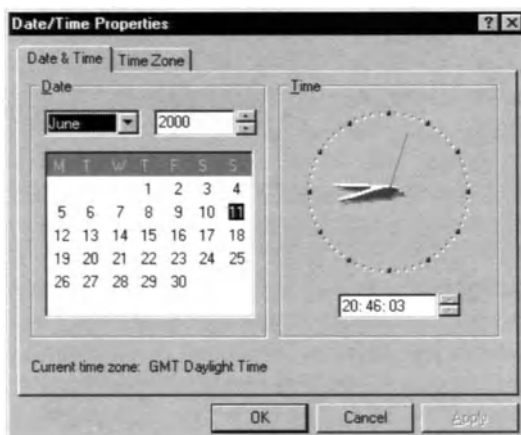 Date/Time Properties
? X
Date & Time Time Zone
Date
June 2000
M T W T F S S
1 2 3 4
5 6 7 8 9 10 11
12 13 14 15 16 17 18
19 20 21 22 23 24 25
26 27 28 29 30
Time
20:46:03
Current time zone: GMT Daylight Time
OK Cancel Apply